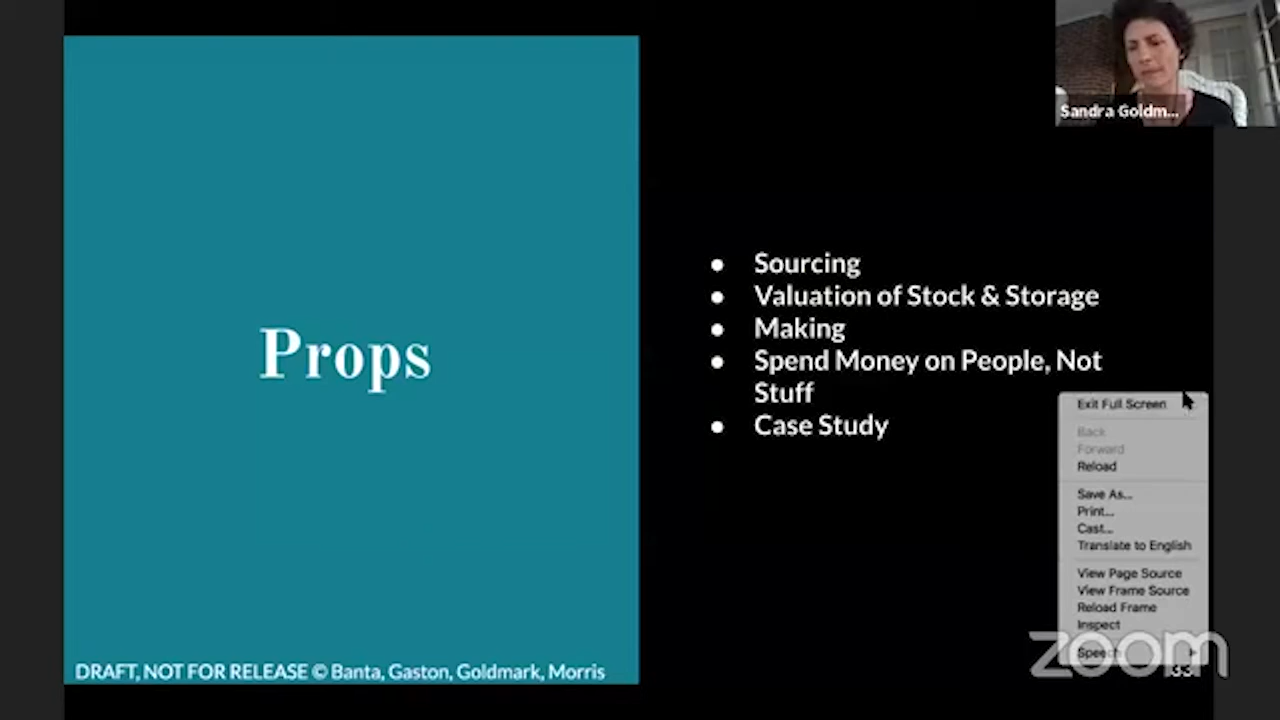 Sandra Goldm...
Props
Sourcing
Valuation of Stock & Storage
Making
Spend Money on People, Not
Stuff
Case Study
Exit Full Screen
Back
Forward
Reload
Save As...
Print...
Cast...
Translate to English
View Page Source
View Frame Source
Reload Frame
Inspect
Speech
zoom
DRAFT, NOT FOR RELEASE © Banta, Gaston, Goldmark, Morris